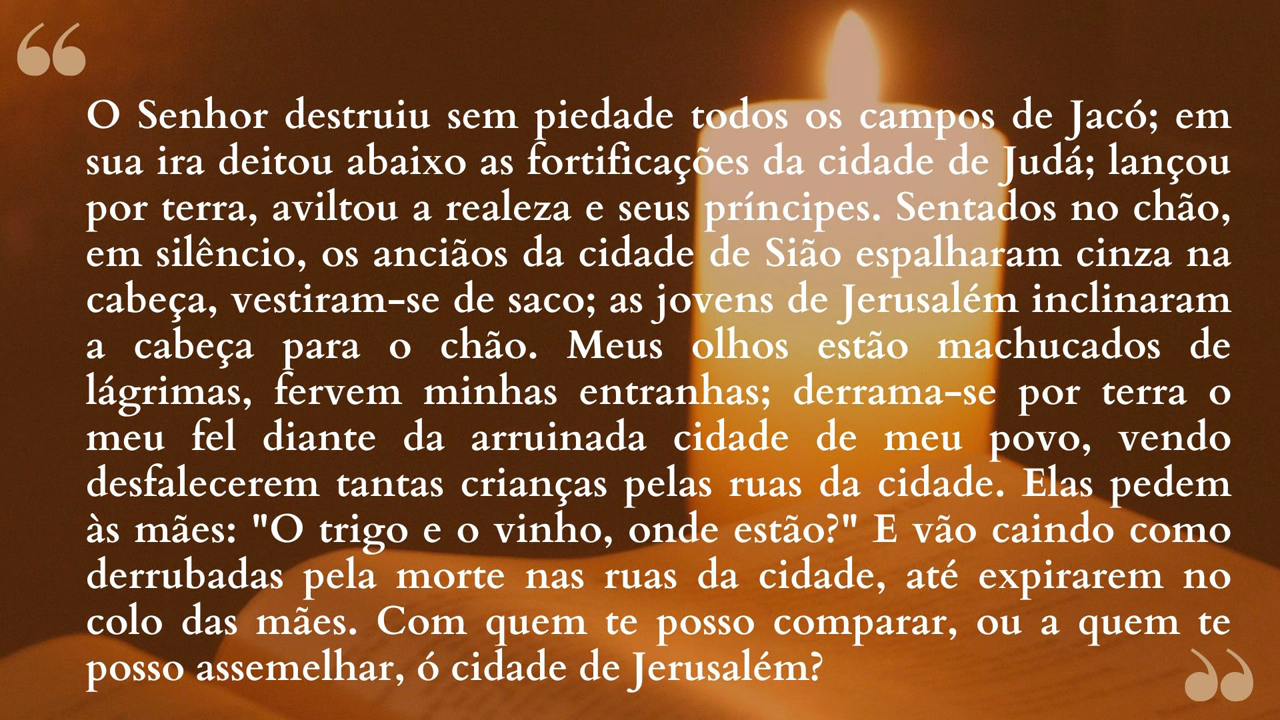 O Senhor destruiu sem piedade todos os campos de Jacó; em
sua ira deitou abaixo as fortificações da cidade de Judá; lançou
por terra, aviltou a realeza e seus príncipes. Sentados no chão,
em silêncio, os anciãos da cidade de Sião espalharam cinza na
cabeça, vestiram-se de saco; as jovens de Jerusalém inclinaram
a cabeça para o chão. Meus olhos estão machucados de
lágrimas, fervem minhas entranhas; derrama-se por terra o
meu fel diante da arruinada cidade de meu povo, vendo
desfalecerem tantas crianças pelas ruas da cidade. Elas pedem
às mães: "O trigo e o vinho, onde estão?" E vão caindo como
derrubadas pela morte nas ruas da cidade, até expirarem no
colo das mães. Com quem te posso comparar, ou a quem te
posso assemelhar, ó cidade de Jerusalém?